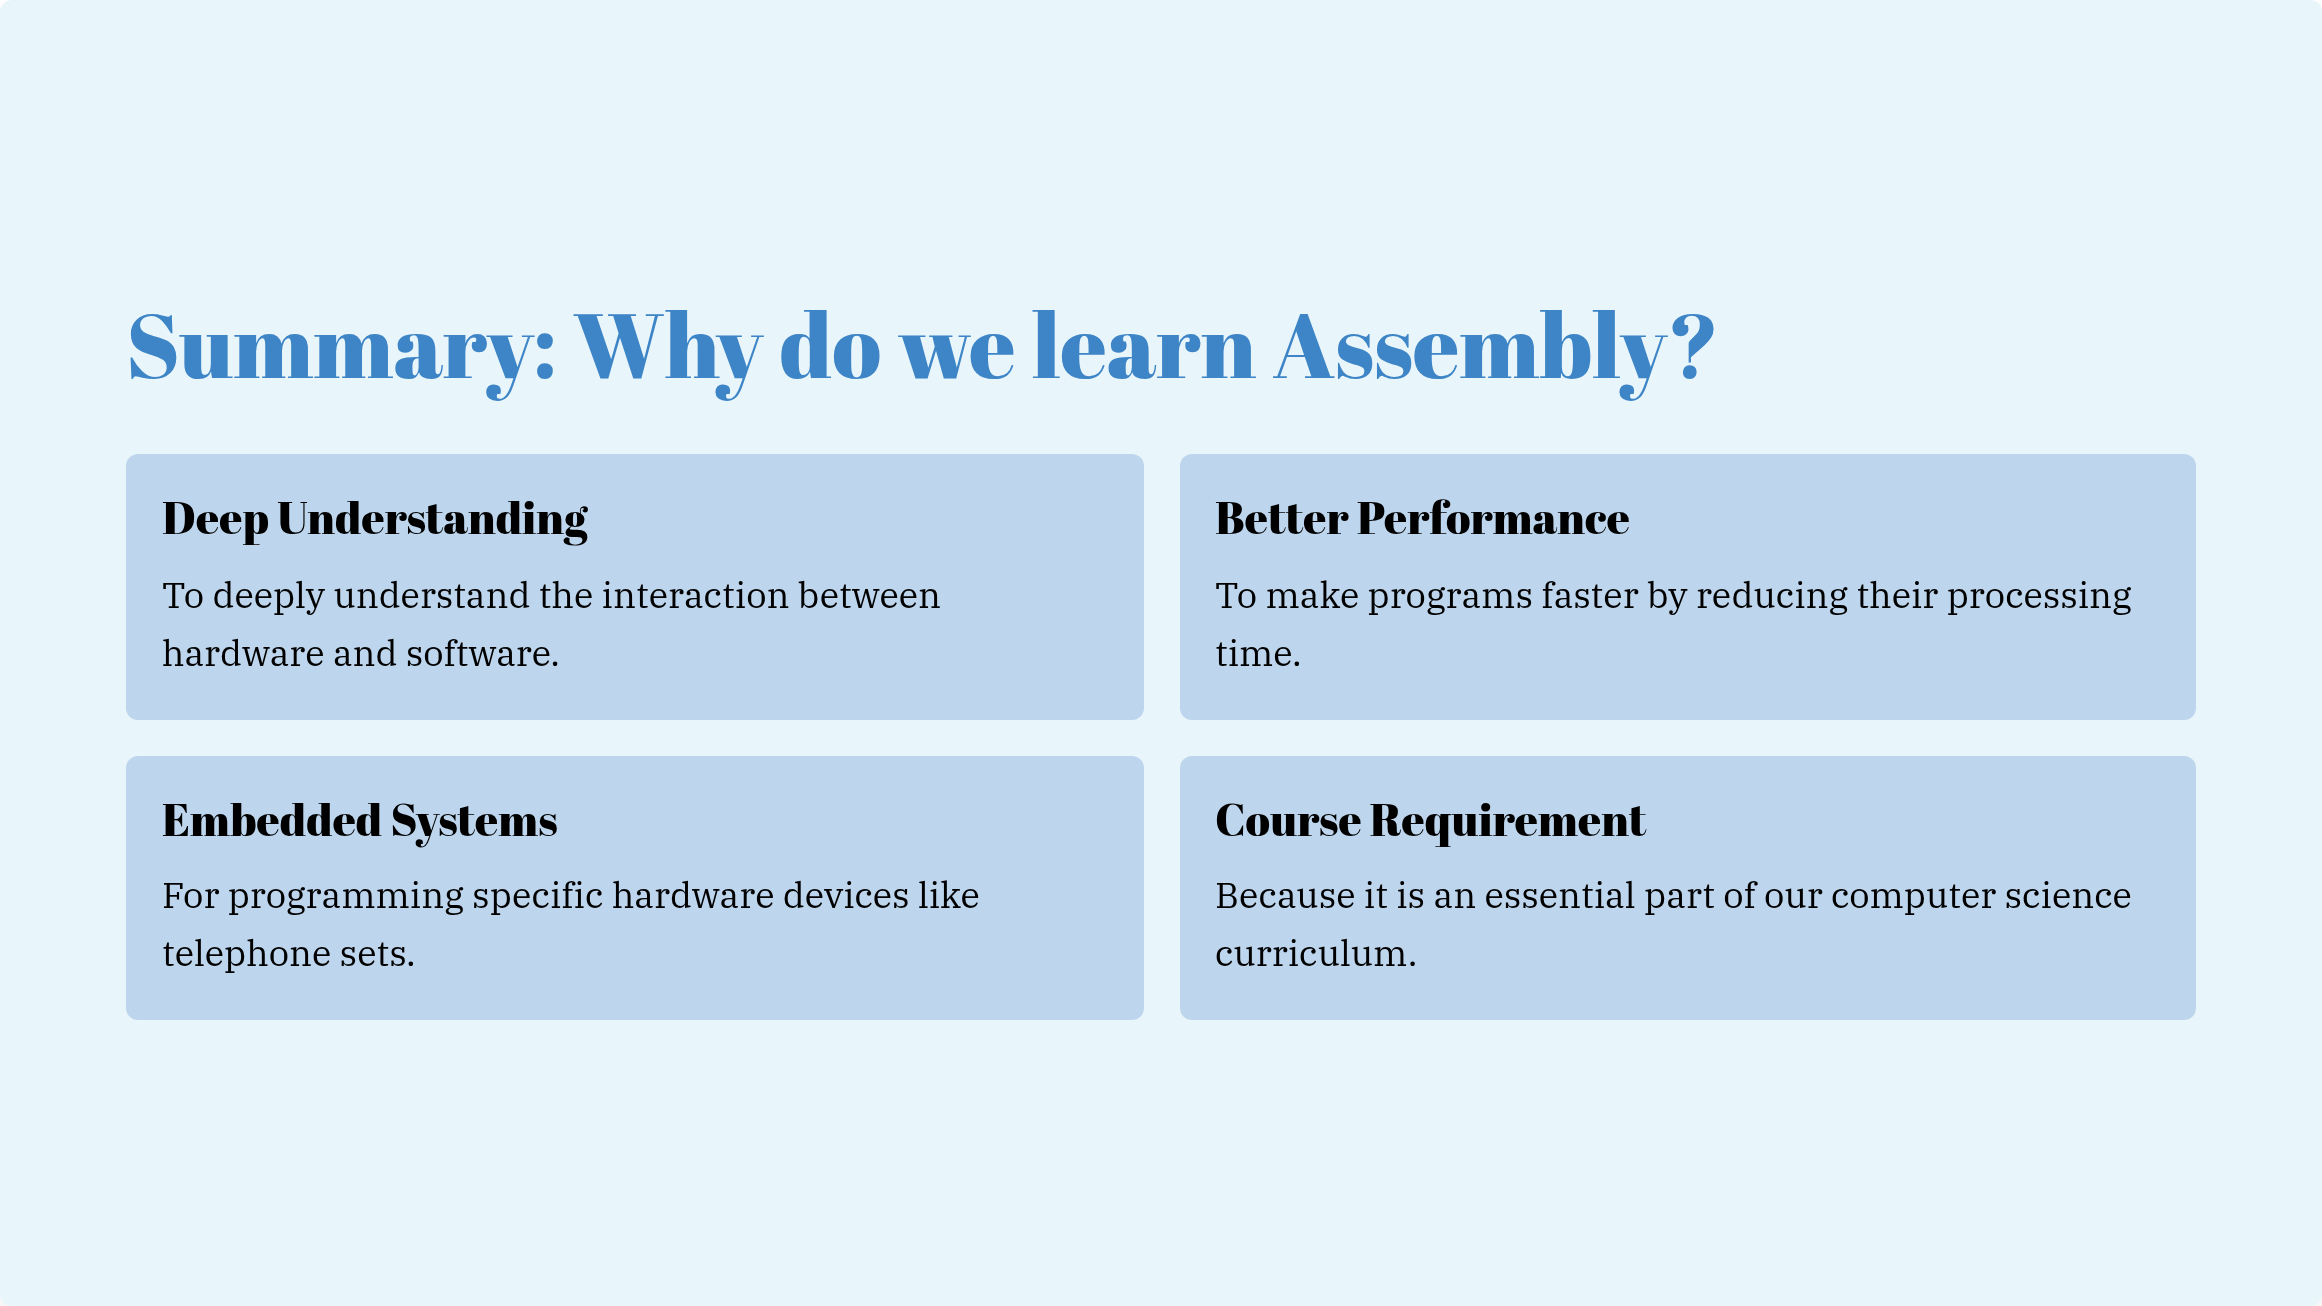 Summary: Why do we learn Assembly?
Deep Understanding
To deeply understand the interaction between
hardware and software.
Better Performance
To make programs faster by reducing their processing
time.
Embedded Systems
For programming specific hardware devices like
telephone sets.
Course Requirement
Because it is an essential part of our computer science
curriculum.